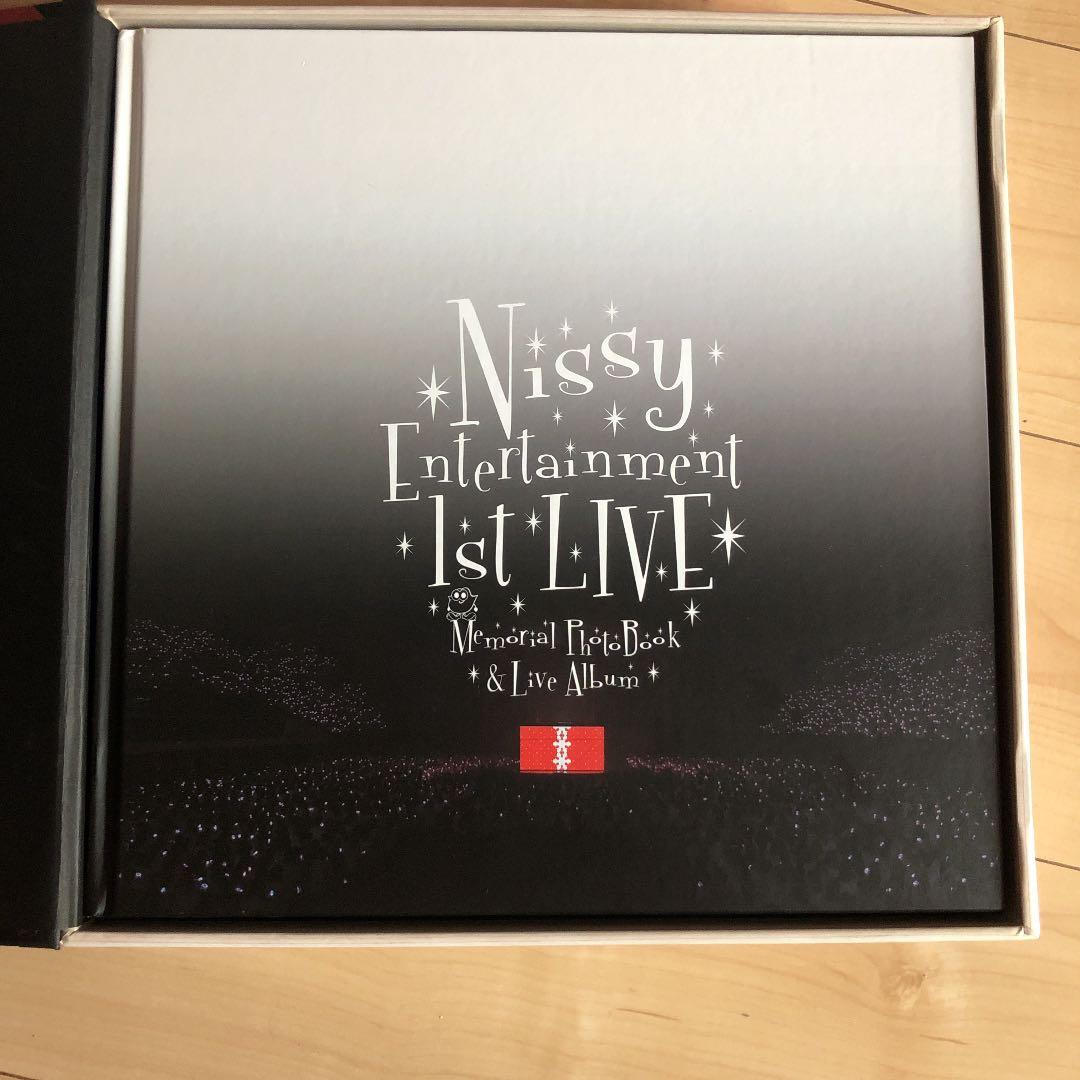 Nissy
Entertainment
1st LIVE
Memorial PhotoBook
& Live Album